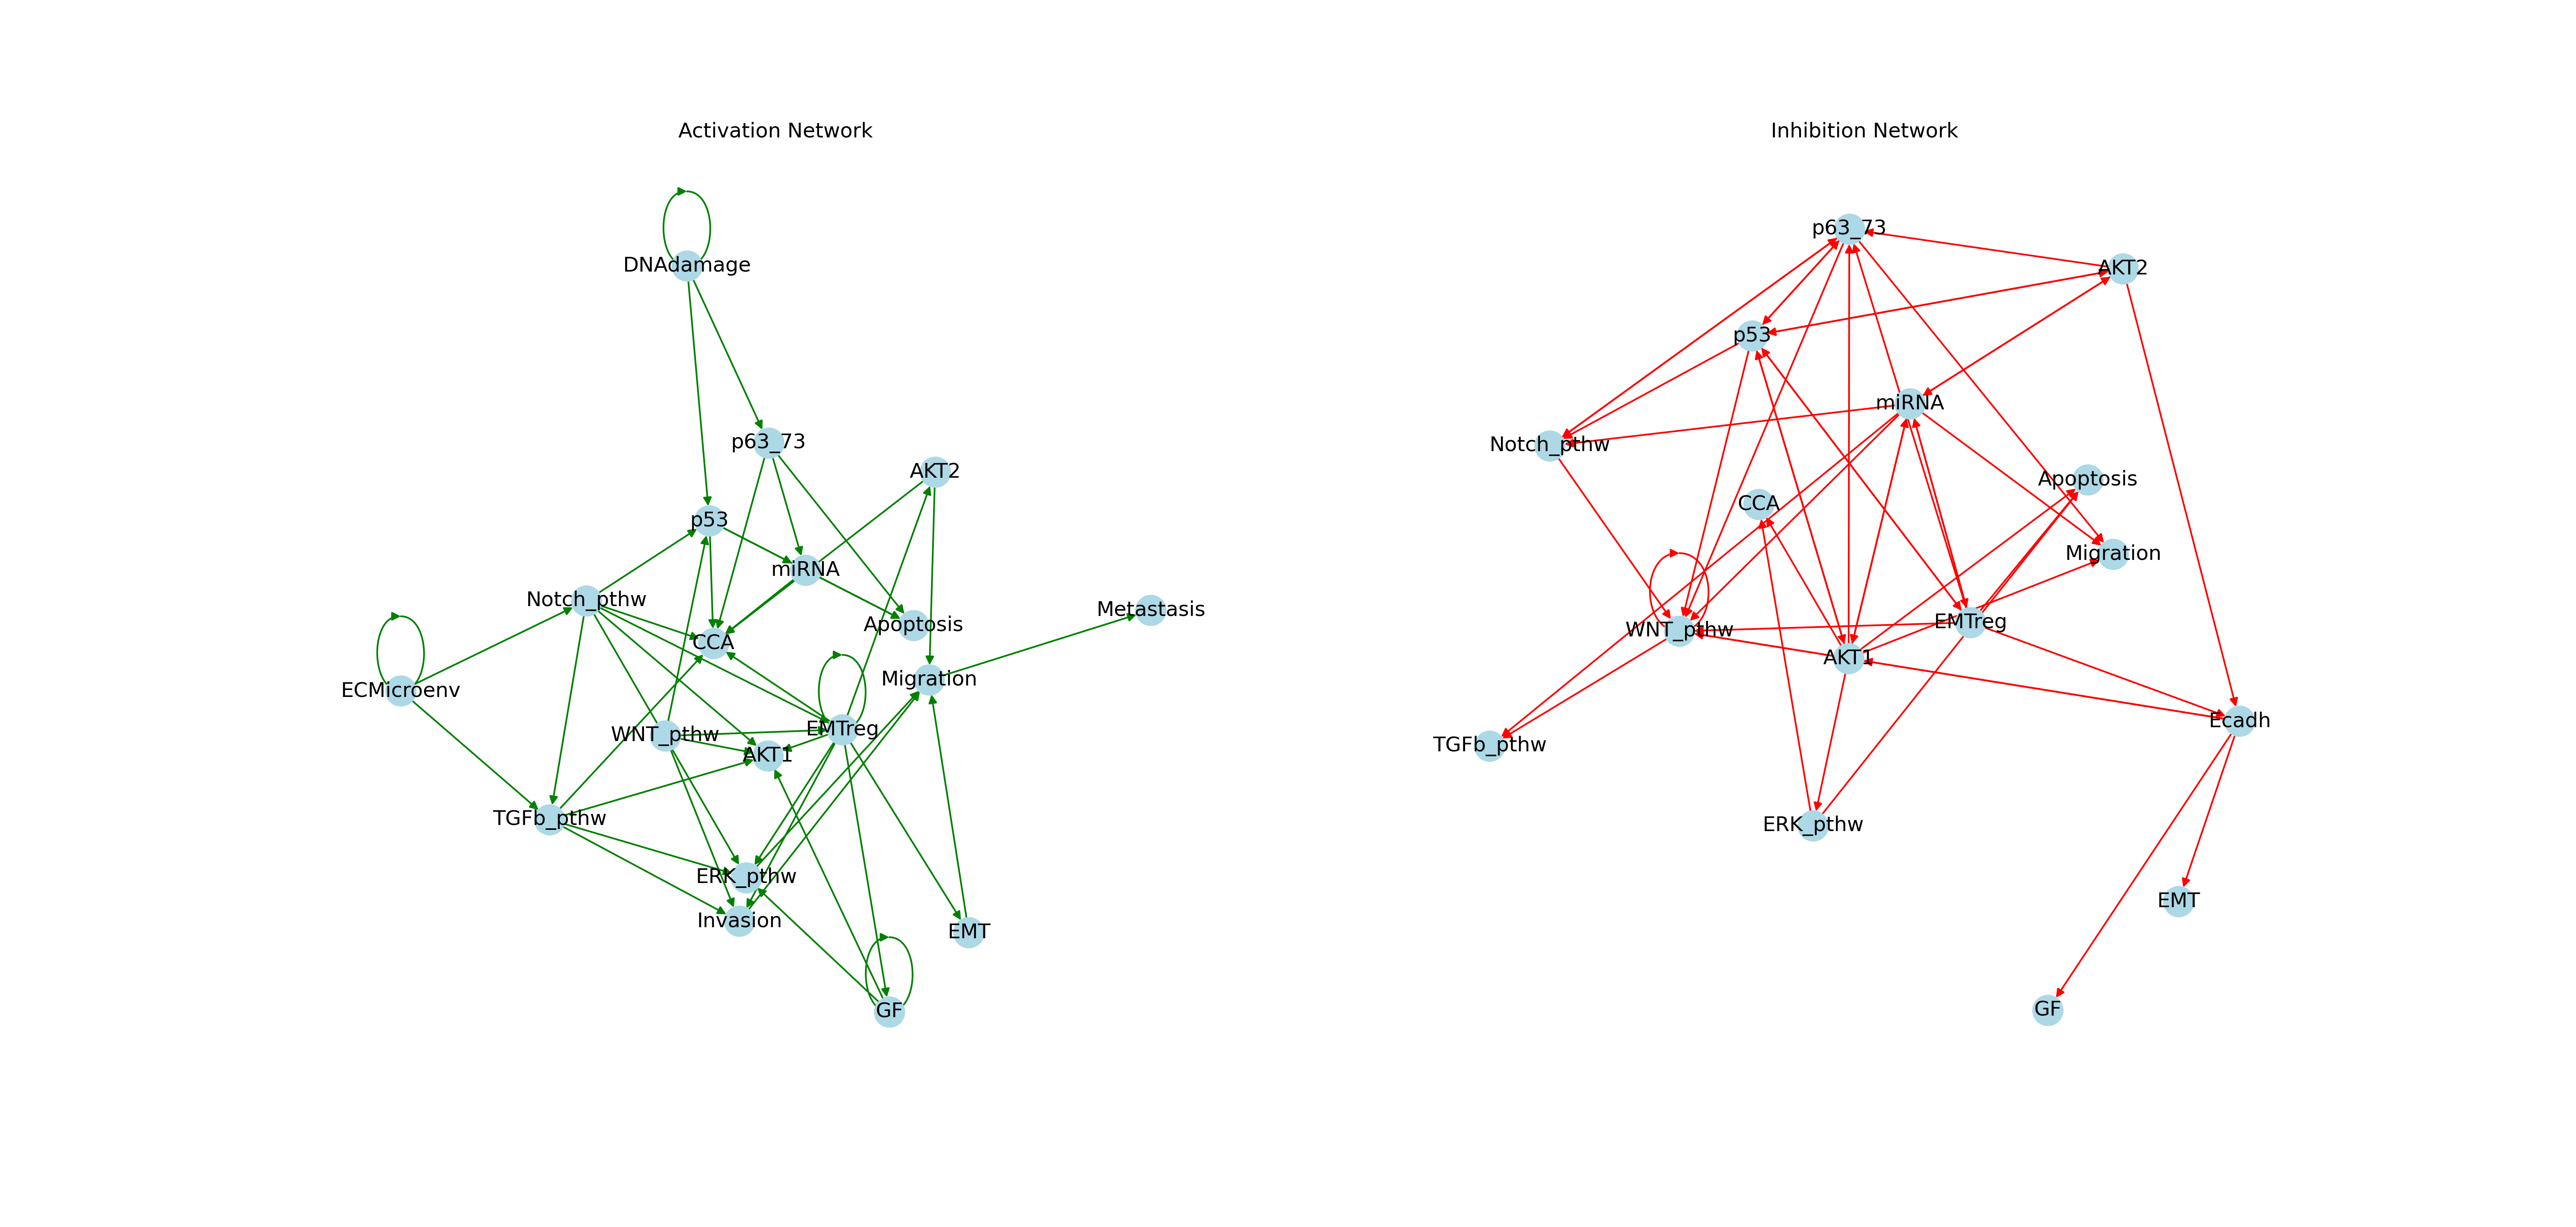 Activation Network
DNAdamage
p63_73
AKT2
p53
miRNA
Notch_pthw
Metastasis
Apoptosis
CCA
Migration
ECMicroenv
EMTreg
WNT_pthw
AKT1
TGFb_pthw
ERK_pthw
Invasion
EMT
GF
Inhibition Network
p63_73
AKT2
p53
miRNA
Notch_pthw
Apoptosis
CCA
Migration
EMTreg
WNT_pthw
AKT1
Ecadh
TGFb_pthw
ERK_pthw
EMT
GF